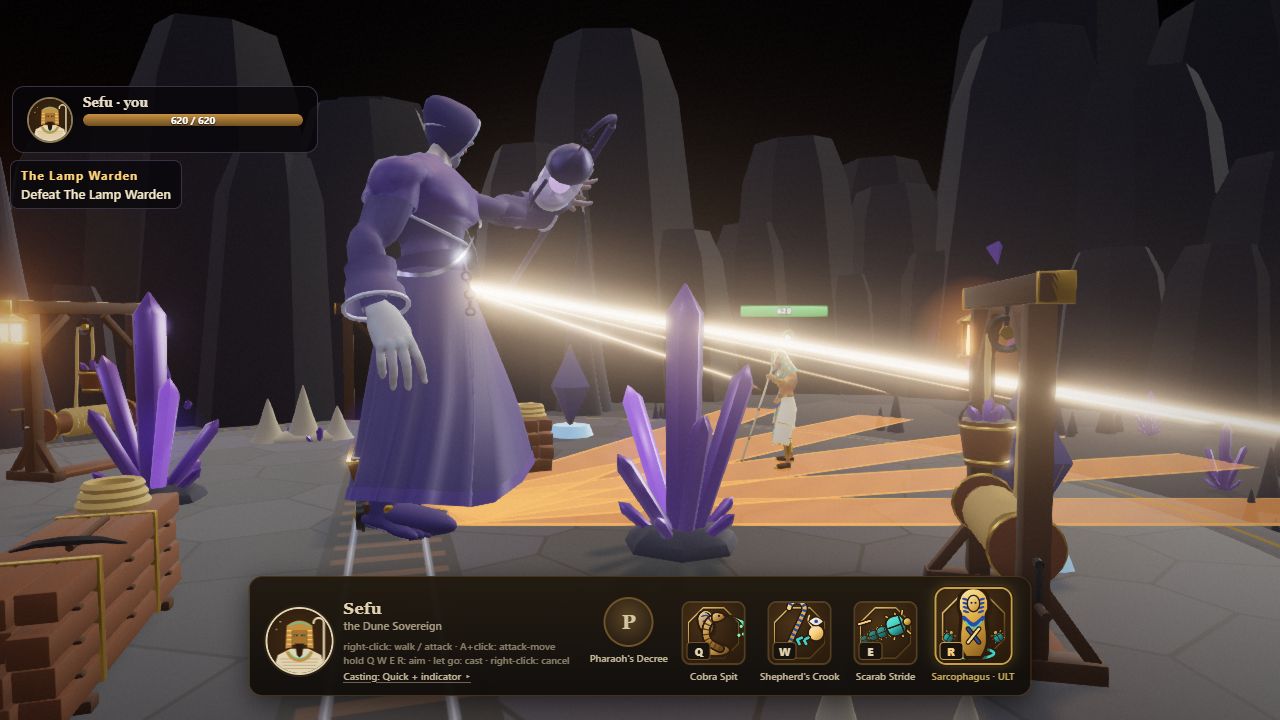 Sefu · you
620 / 620
The Lamp Warden
Defeat The Lamp Warden
620
Sefu
the Dune Sovereign
right-click: walk / attack · A+click: attack-move
hold Q W E R: aim · let go: cast · right-click: cancel
Casting: Quick + indicator ▸
P
Pharaoh's Decree
Q
Cobra Spit
W
Shepherd's Crook
E
Scarab Stride
R
Sarcophagus · ULT